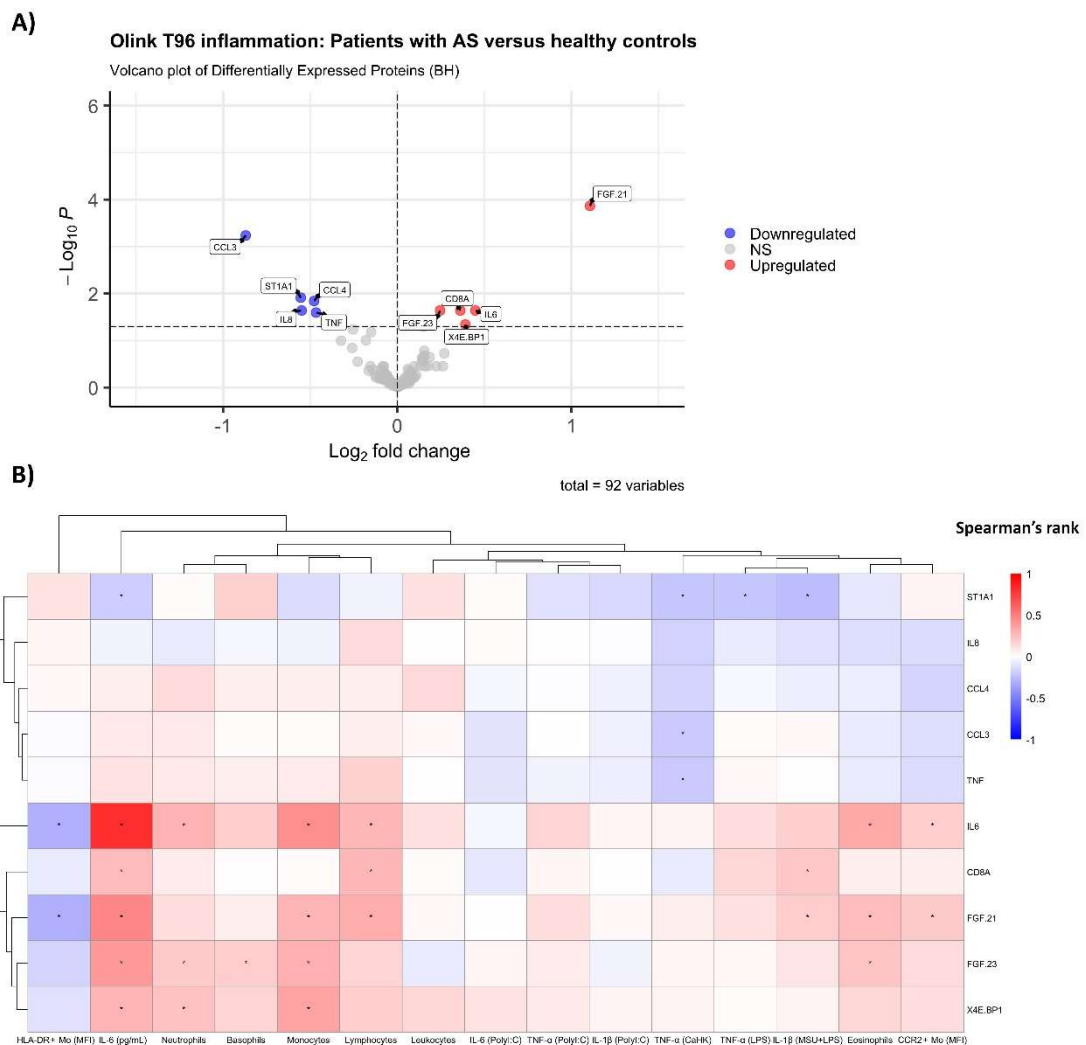 A)
Olink T96 inflammation: Patients with AS versus healthy controls
Volcano plot of Differentially Expressed Proteins (BH)
6
4
2
0
− Log10 P
FGF.21
CCL3
ST1A1
CCL4
IL8
TNF
CD8A
IL6
FGF.23
X4E.BP1
Downregulated
NS
Upregulated
-1
0
1
Log2 fold change
total = 92 variables
B)
Spearman's rank
1
0.5
0
-0.5
-1
ST1A1
IL8
CCL4
CCL3
TNF
IL6
CD8A
FGF.21
FGF.23
X4E.BP1
HLA-DR+ Mo (MFI) IL-6 (pg/mL) Neutrophils Basophils Monocytes Lymphocytes Leukocytes IL-6 (PolyI:C) TNF-α (PolyI:C) IL-1β (PolyI:C) TNF-α (CaHK) TNF-α (LPS) IL-1β (MSU+LPS) Eosinophils CCR2+ Mo (MFI)